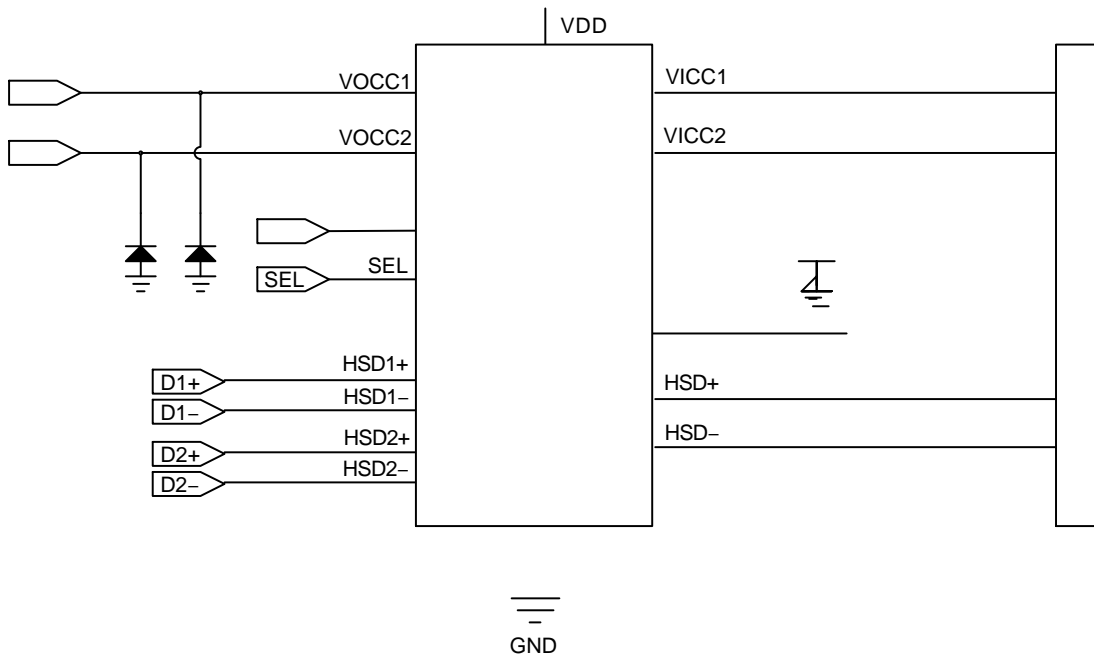 VDD
VOCC1
VICC1
VOCC2
VICC2
SEL
SEL
HSD1+
D1+
HSD+
HSD1−
D1−
HSD2+
HSD−
D2+
HSD2−
D2−
GND